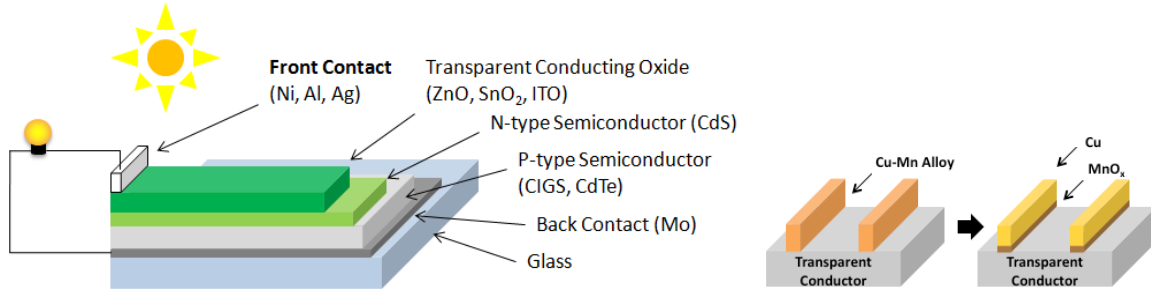 Front Contact
(Ni, Al, Ag)
Transparent Conducting Oxide
(ZnO, SnO₂, ITO)
N-type Semiconductor (CdS)
P-type Semiconductor
(CIGS, CdTe)
Back Contact (Mo)
Glass
Cu-Mn Alloy
Transparent
Conductor
Cu
MnOₓ
Transparent
Conductor